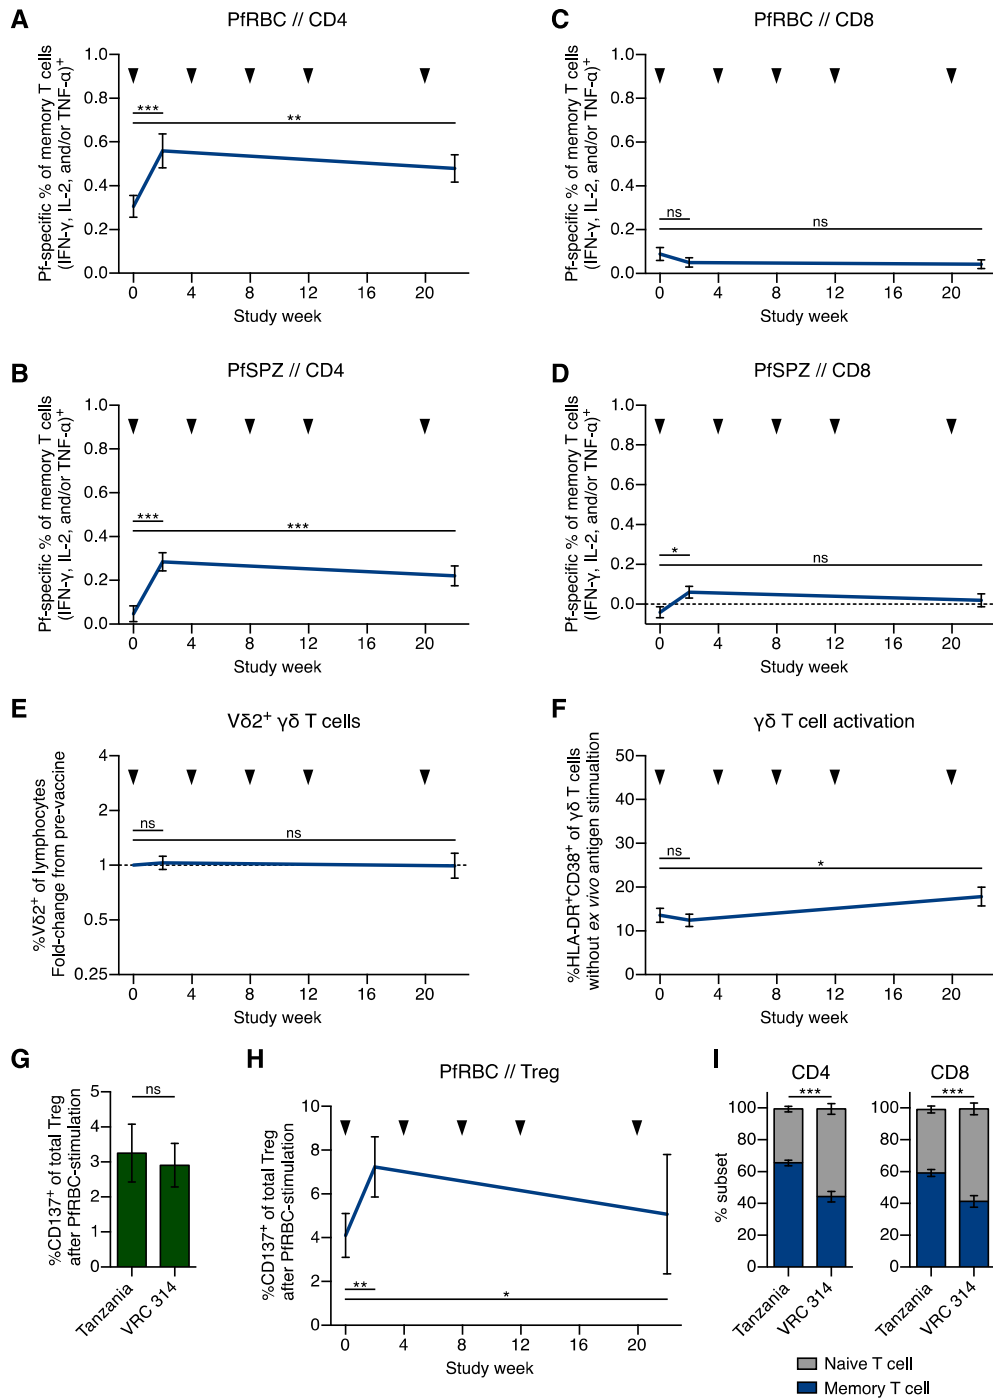 A
PfRBC // CD4
Pf-specific % of memory T cells
(IFN-γ, IL-2, and/or TNF-α)⁺
1.0
0.8
0.6
0.4
0.2
0.0
***
**
0 4 8 12 16 20
Study week
C
PfRBC // CD8
Pf-specific % of memory T cells
(IFN-γ, IL-2, and/or TNF-α)⁺
1.0
0.8
0.6
0.4
0.2
0.0
ns
ns
0 4 8 12 16 20
Study week
B
PfSPZ // CD4
Pf-specific % of memory T cells
(IFN-γ, IL-2, and/or TNF-α)⁺
1.0
0.8
0.6
0.4
0.2
0.0
***
***
0 4 8 12 16 20
Study week
D
PfSPZ // CD8
Pf-specific % of memory T cells
(IFN-γ, IL-2, and/or TNF-α)⁺
1.0
0.8
0.6
0.4
0.2
0.0
*
ns
0 4 8 12 16 20
Study week
E
Vδ2⁺ γδ T cells
%Vδ2⁺ of lymphocytes
Fold-change from pre-vaccine
4
2
1
0.5
0.25
ns
ns
0 4 8 12 16 20
Study week
F
γδ T cell activation
%HLA-DR⁺CD38⁺ of γδ T cells
without ex vivo antigen stimualtion
50
40
30
20
10
0
ns
*
0 4 8 12 16 20
Study week
G
%CD137⁺ of total Treg
after PfRBC-stimulation
5
4
3
2
1
0
ns
Tanzania
VRC 314
H
PfRBC // Treg
%CD137⁺ of total Treg
after PfRBC-stimulation
10
8
6
4
2
0
**
*
0 4 8 12 16 20
Study week
I
CD4
% subset
100
80
60
40
20
0
***
Tanzania
VRC 314
CD8
100
80
60
40
20
0
***
Tanzania
VRC 314
Naive T cell
Memory T cell